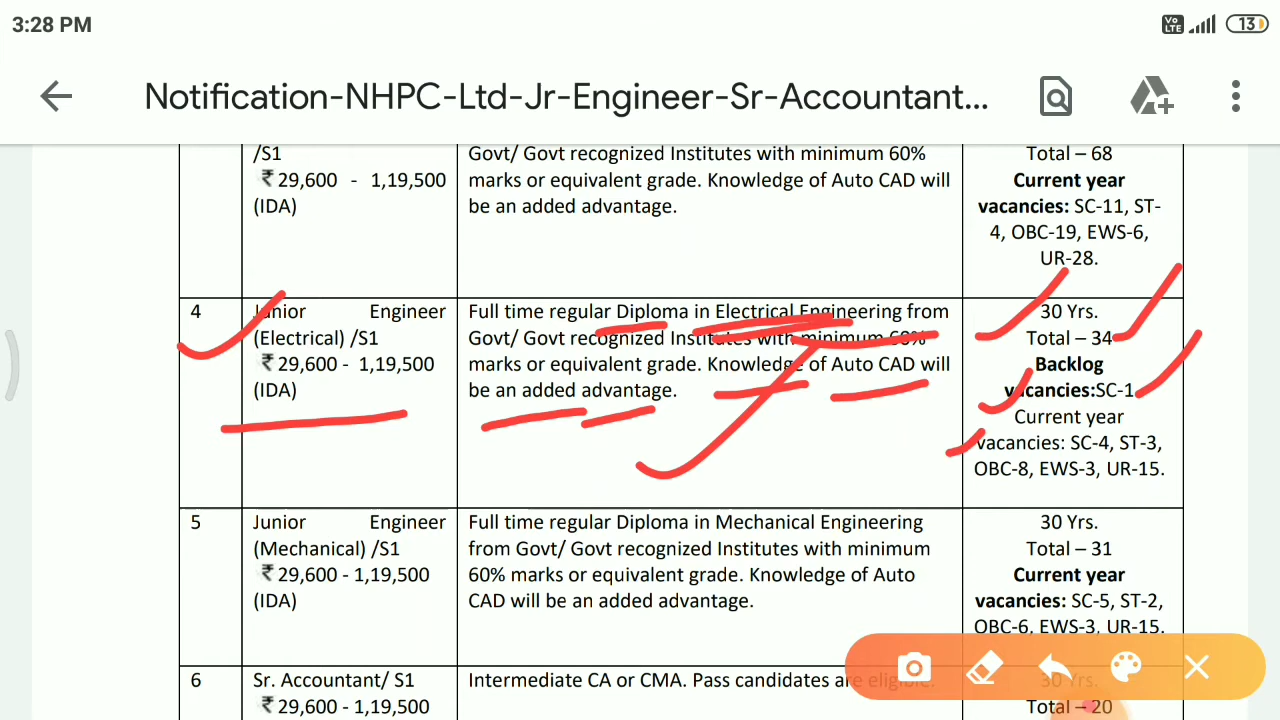 3:28 PM
Vo LTE
13
Notification-NHPC-Ltd-Jr-Engineer-Sr-Accountant...
/S1
₹ 29,600 - 1,19,500
(IDA)
Govt/ Govt recognized Institutes with minimum 60%
marks or equivalent grade. Knowledge of Auto CAD will
be an added advantage.
Total – 68
Current year
vacancies: SC-11, ST-
4, OBC-19, EWS-6,
UR-28.
4
Junior Engineer
(Electrical) /S1
₹ 29,600 - 1,19,500
(IDA)
Full time regular Diploma in Electrical Engineering from
Govt/ Govt recognized Institutes with minimum 60%
marks or equivalent grade. Knowledge of Auto CAD will
be an added advantage.
30 Yrs.
Total – 34
Backlog
vacancies:SC-1
Current year
vacancies: SC-4, ST-3,
OBC-8, EWS-3, UR-15.
5
Junior Engineer
(Mechanical) /S1
₹ 29,600 - 1,19,500
(IDA)
Full time regular Diploma in Mechanical Engineering
from Govt/ Govt recognized Institutes with minimum
60% marks or equivalent grade. Knowledge of Auto
CAD will be an added advantage.
30 Yrs.
Total – 31
Current year
vacancies: SC-5, ST-2,
OBC-6, EWS-3, UR-15.
6
Sr. Accountant/ S1
₹ 29,600 - 1,19,500
Intermediate CA or CMA. Pass candidates are eligible.
30 Yrs.
Total – 20